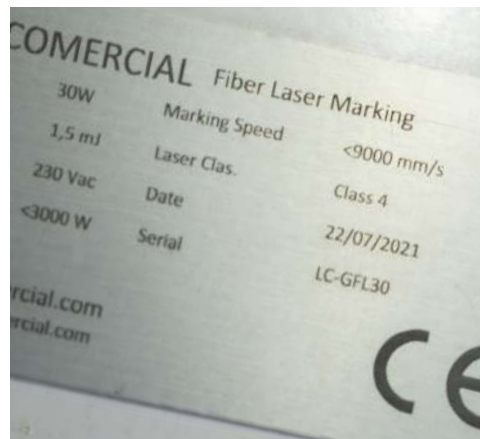 COMERCIAL Fiber Laser Marking
30W Marking Speed <9000 mm/s
1,5 mJ Laser Clas. Class 4
230 Vac Date 22/07/2021
<3000 W Serial LC-GFL30
rcial.com
rcial.com
CE